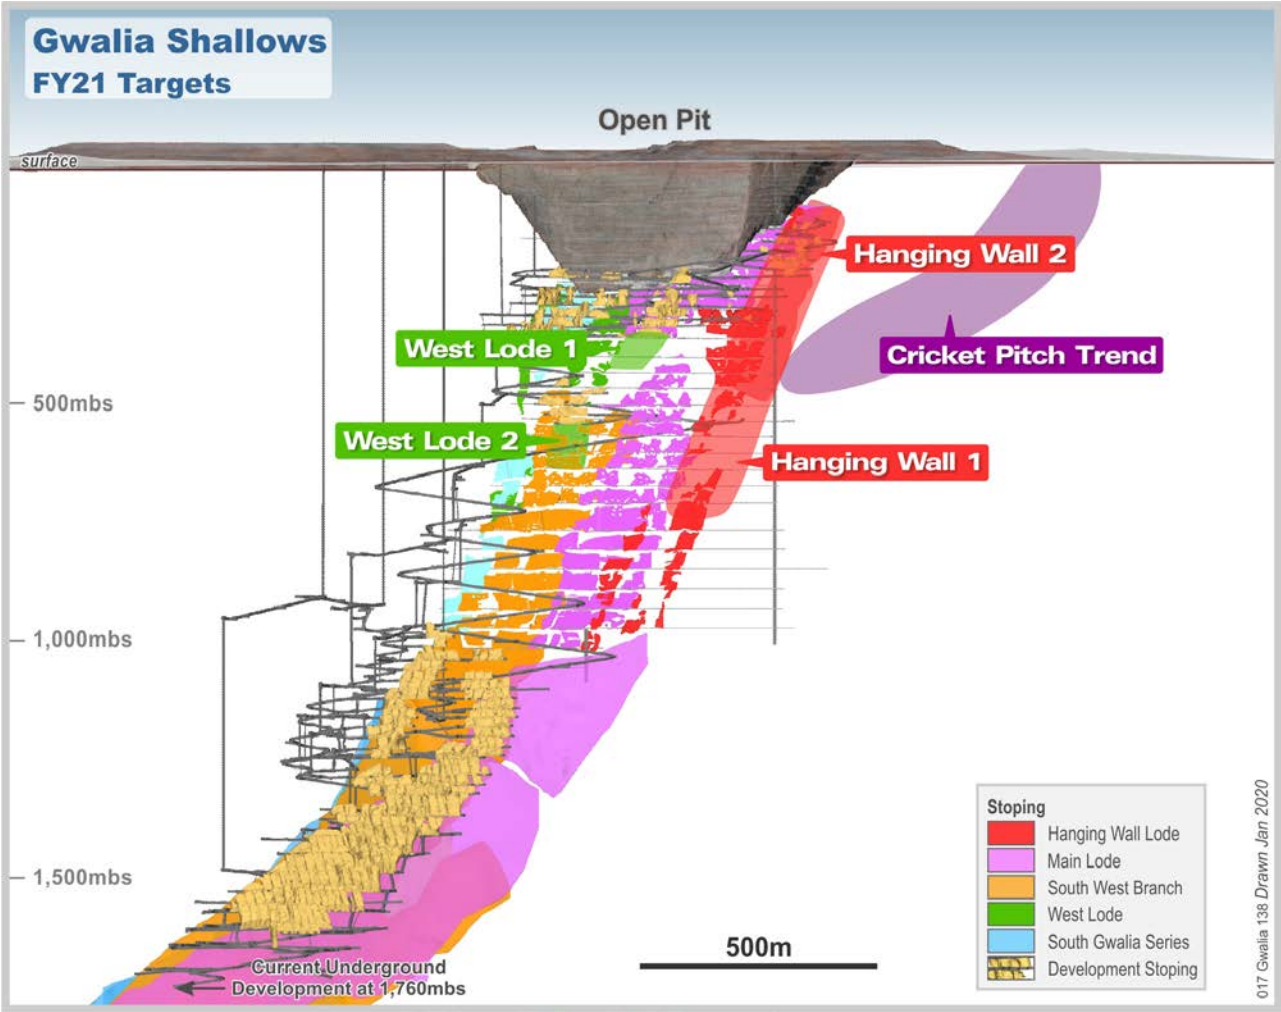 Gwalia Shallows
FY21 Targets
Open Pit
surface
Hanging Wall 2
West Lode 1
Cricket Pitch Trend
500mbs
West Lode 2
Hanging Wall 1
1,000mbs
1,500mbs
500m
Current Underground
Development at 1,760mbs
Stoping
Hanging Wall Lode
Main Lode
South West Branch
West Lode
South Gwalia Series
Development Stoping
017 Gwalia 138 Drawn Jan 2020